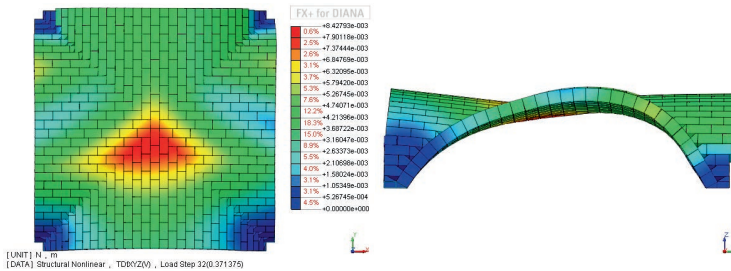 FX+ for DIANA
+8.42793e-003
0.6%
+7.90118e-003
2.5%
+7.37444e-003
2.6%
+6.84769e-003
3.1%
+6.32095e-003
3.7%
+5.79420e-003
5.3%
+5.26745e-003
7.6%
+4.74071e-003
12.2%
+4.21396e-003
18.3%
+3.68722e-003
15.0%
+3.16047e-003
8.9%
+2.63373e-003
5.5%
+2.10698e-003
4.0%
+1.58024e-003
3.1%
+1.05349e-003
3.1%
+5.26745e-004
4.5%
+0.00000e+000
[UNIT] N , m
[DATA] Structural Nonlinear , TDtXYZ(V) , Load Step 32(0.371375)